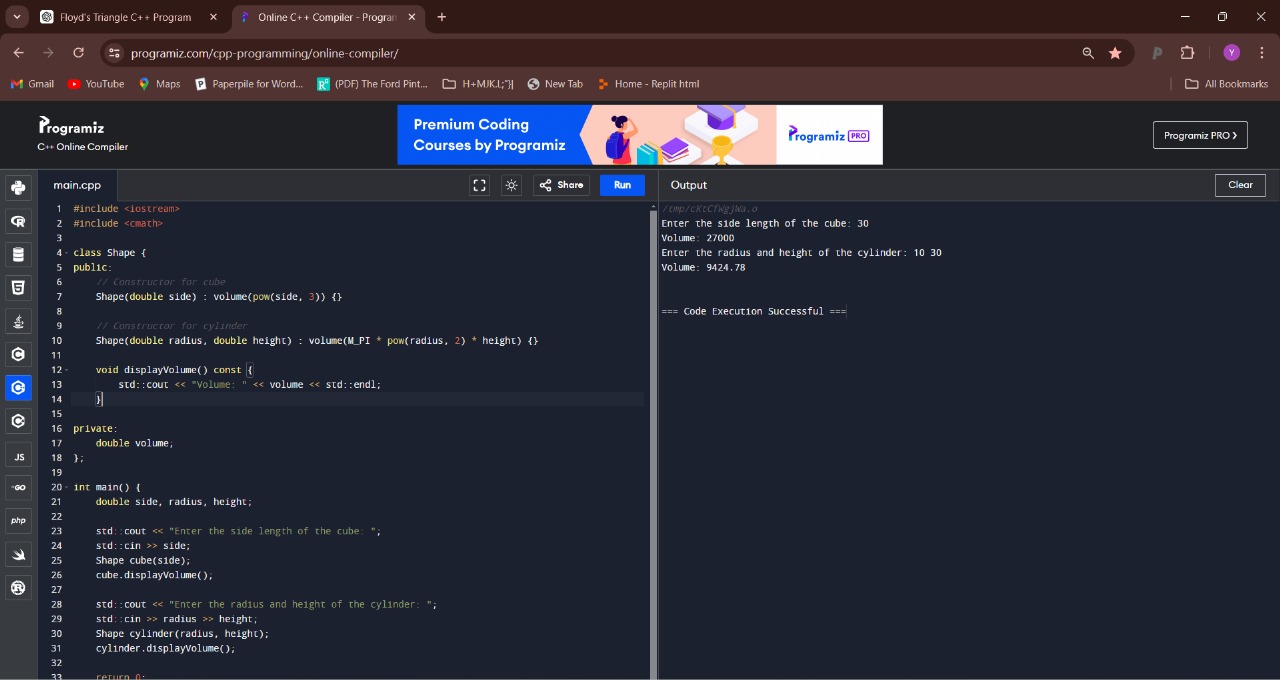 Floyd's Triangle C++ Program
Online C++ Compiler - Program
programiz.com/cpp-programming/online-compiler/
Y
Gmail
YouTube
Maps
Paperpile for Word...
(PDF) The Ford Pint...
H+MJK.L;"}{
New Tab
Home - Replit html
All Bookmarks
Programiz
C++ Online Compiler
Premium Coding
Courses by Programiz
Programiz PRO
Programiz PRO >
main.cpp
Share
Run
Output
Clear
1 #include <iostream>
2 #include <cmath>
3
4 class Shape {
5 public:
6 // Constructor for cube
7 Shape(double side) : volume(pow(side, 3)) {}
8
9 // Constructor for cylinder
10 Shape(double radius, double height) : volume(M_PI * pow(radius, 2) * height) {}
11
12 void displayVolume() const {
13 std::cout << "Volume: " << volume << std::endl;
14 }
15
16 private:
17 double volume;
18 };
19
20 int main() {
21 double side, radius, height;
22
23 std::cout << "Enter the side length of the cube: ";
24 std::cin >> side;
25 Shape cube(side);
26 cube.displayVolume();
27
28 std::cout << "Enter the radius and height of the cylinder: ";
29 std::cin >> radius >> height;
30 Shape cylinder(radius, height);
31 cylinder.displayVolume();
32
33 return 0;
/tmp/cKtCfWgjWa.o
Enter the side length of the cube: 30
Volume: 27000
Enter the radius and height of the cylinder: 10 30
Volume: 9424.78
=== Code Execution Successful ===
JS
GO
php